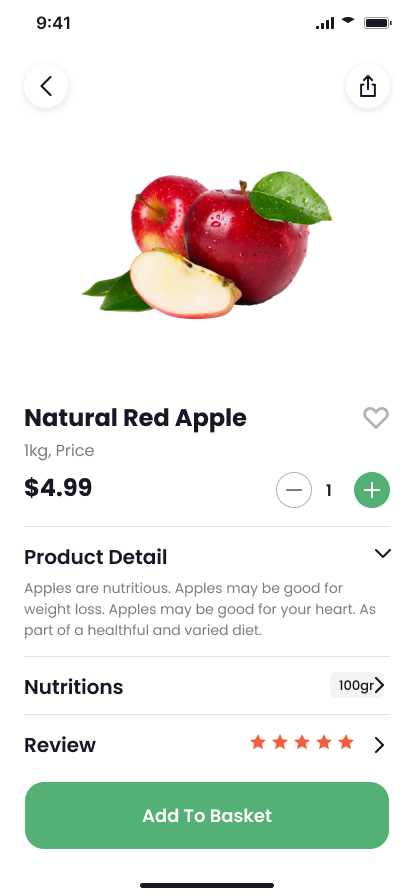 9:41
Natural Red Apple
1kg, Price
$4.99
1
Product Detail
Apples are nutritious. Apples may be good for
weight loss. Apples may be good for your heart. As
part of a healthful and varied diet.
Nutritions
100gr
Review
Add To Basket